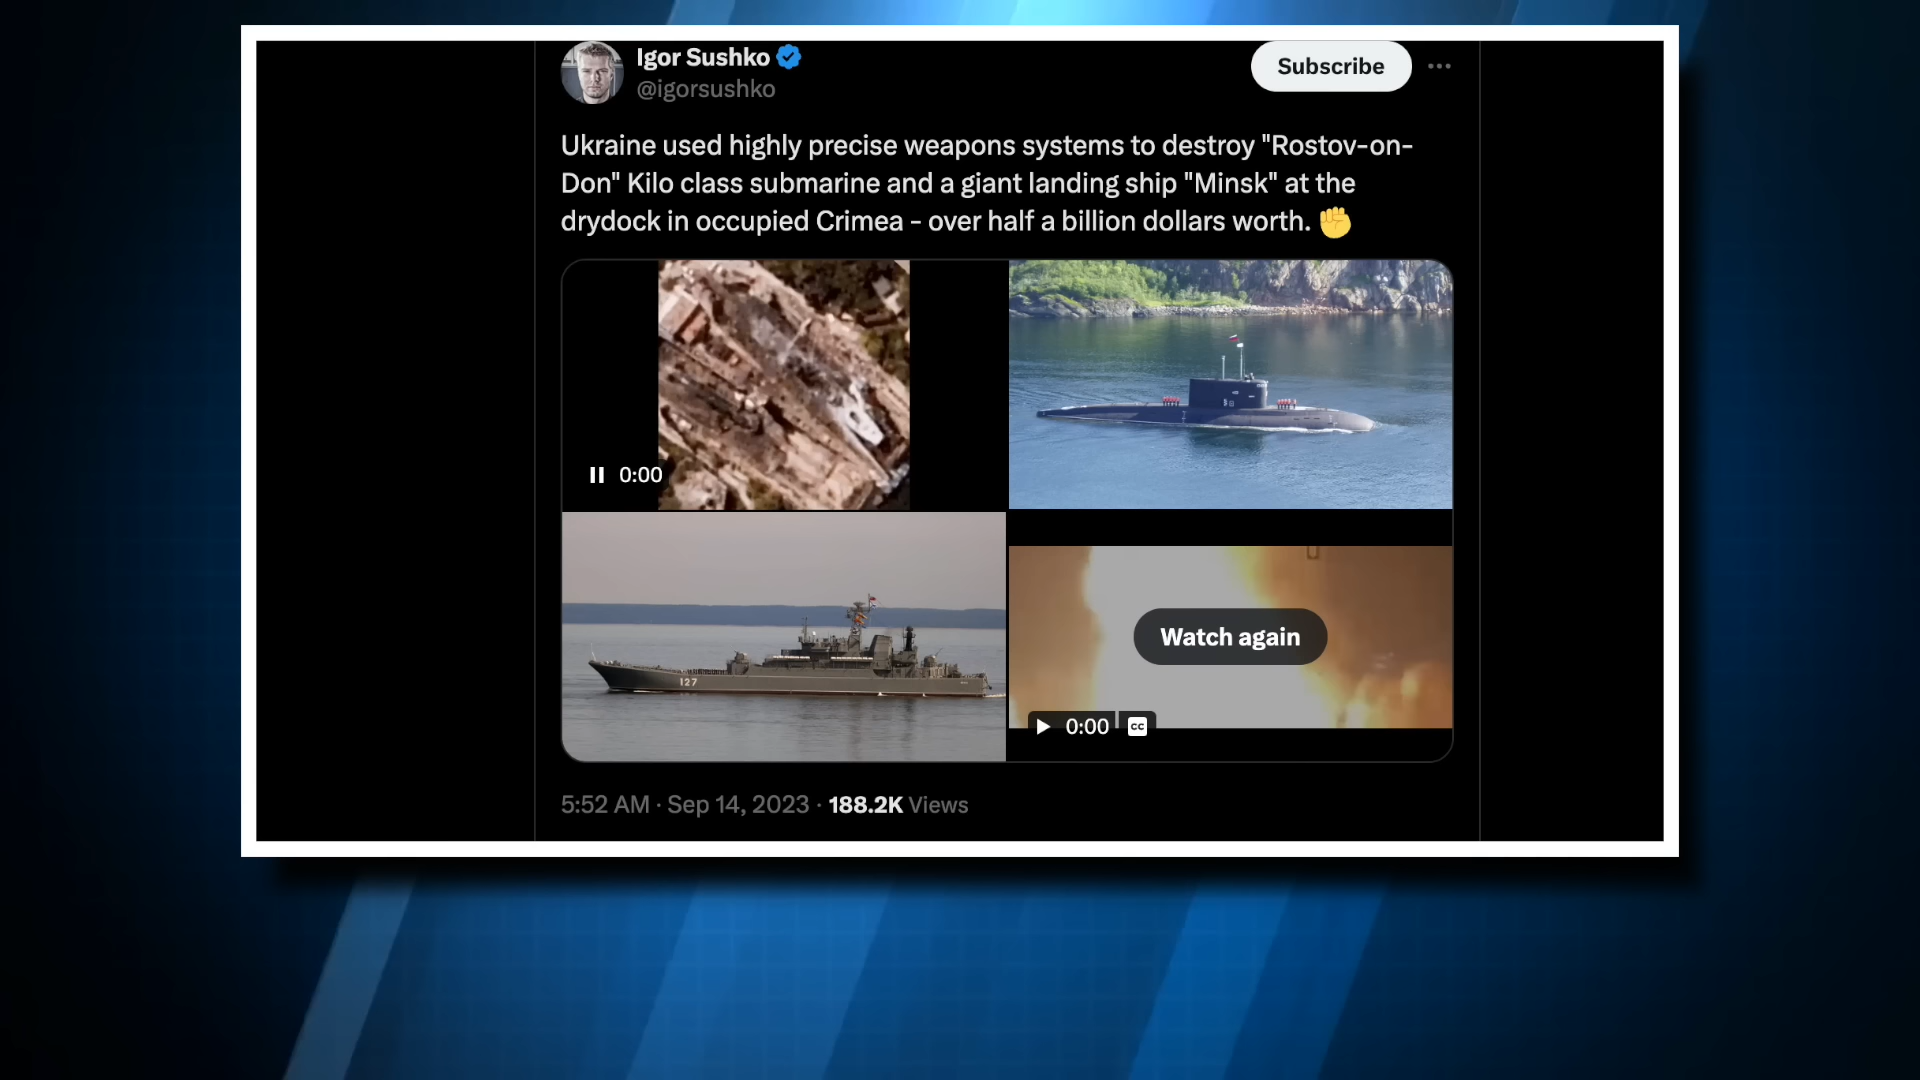 Igor Sushko
@igorsushko
Subscribe
Ukraine used highly precise weapons systems to destroy "Rostov-on-
Don" Kilo class submarine and a giant landing ship "Minsk" at the
drydock in occupied Crimea - over half a billion dollars worth. ✊
0:00
127
Watch again
0:00
CC
5:52 AM · Sep 14, 2023 · 188.2K Views